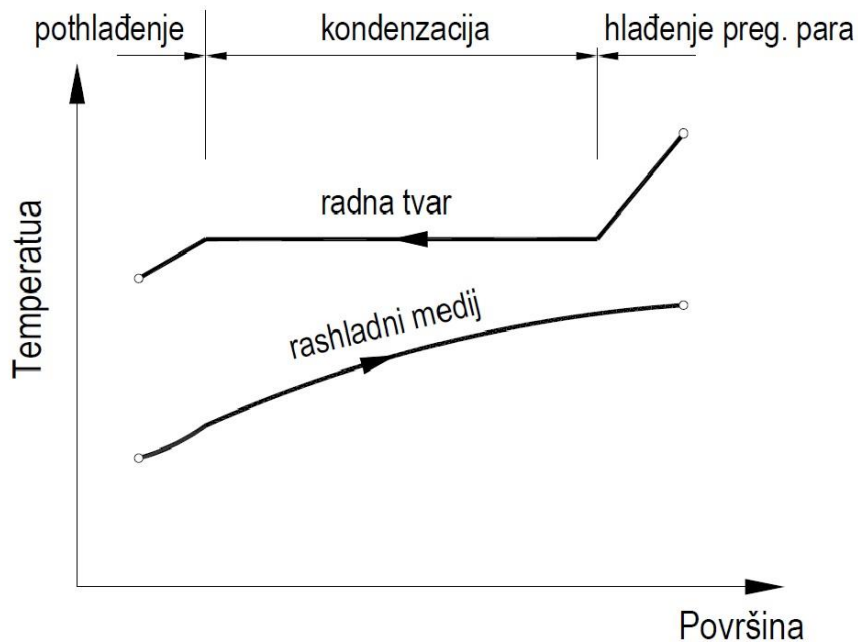 pothlađenje
kondenzacija
hlađenje preg. para
Temperatua
radna tvar
rashladni medij
Površina